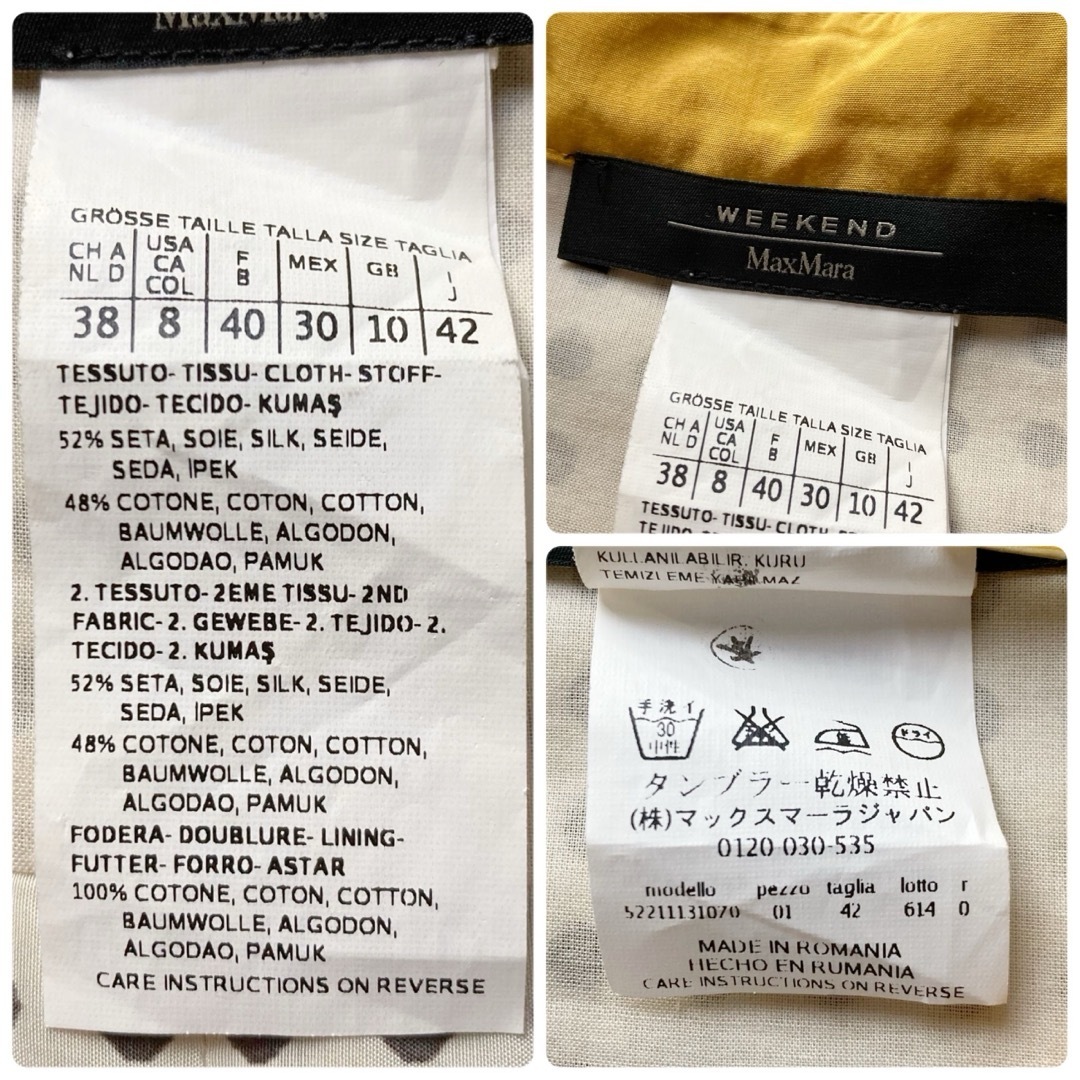 MaxMara
GRÖSSE TAILLE TALLA SIZE TAGLIA
CH A NL D USA CA COL F B MEX GB I J
38 8 40 30 10 42
TESSUTO- TISSU- CLOTH- STOFF-
TEJIDO- TECIDO- KUMAŞ
52% SETA, SOIE, SILK, SEIDE,
SEDA, IPEK
48% COTONE, COTON, COTTON,
BAUMWOLLE, ALGODON,
ALGODAO, PAMUK
2. TESSUTO- 2EME TISSU- 2ND
FABRIC- 2. GEWEBE- 2. TEJIDO- 2.
TECIDO- 2. KUMAŞ
52% SETA, SOIE, SILK, SEIDE,
SEDA, IPEK
48% COTONE, COTON, COTTON,
BAUMWOLLE, ALGODON,
ALGODAO, PAMUK
FODERA- DOUBLURE- LINING-
FUTTER- FORRO- ASTAR
100% COTONE, COTON, COTTON,
BAUMWOLLE, ALGODON,
ALGODAO, PAMUK
CARE INSTRUCTIONS ON REVERSE
WEEKEND
MaxMara
GRÖSSE TAILLE TALLA SIZE TAGLIA
CH A NL D USA CA COL F B MEX GB I J
38 8 40 30 10 42
TESSUTO- TISSU- CLOTH-
KULLANILABILIR. KURU
TEMIZLEME
手洗イ
30
中性
ドライ
タンブラー乾燥禁止
(株)マックスマーラジャパン
0120 030-535
modello pezzo taglia lotto r
52211131070 01 42 614 0
MADE IN ROMANIA
HECHO EN RUMANIA
CARE INSTRUCTIONS ON REVERSE